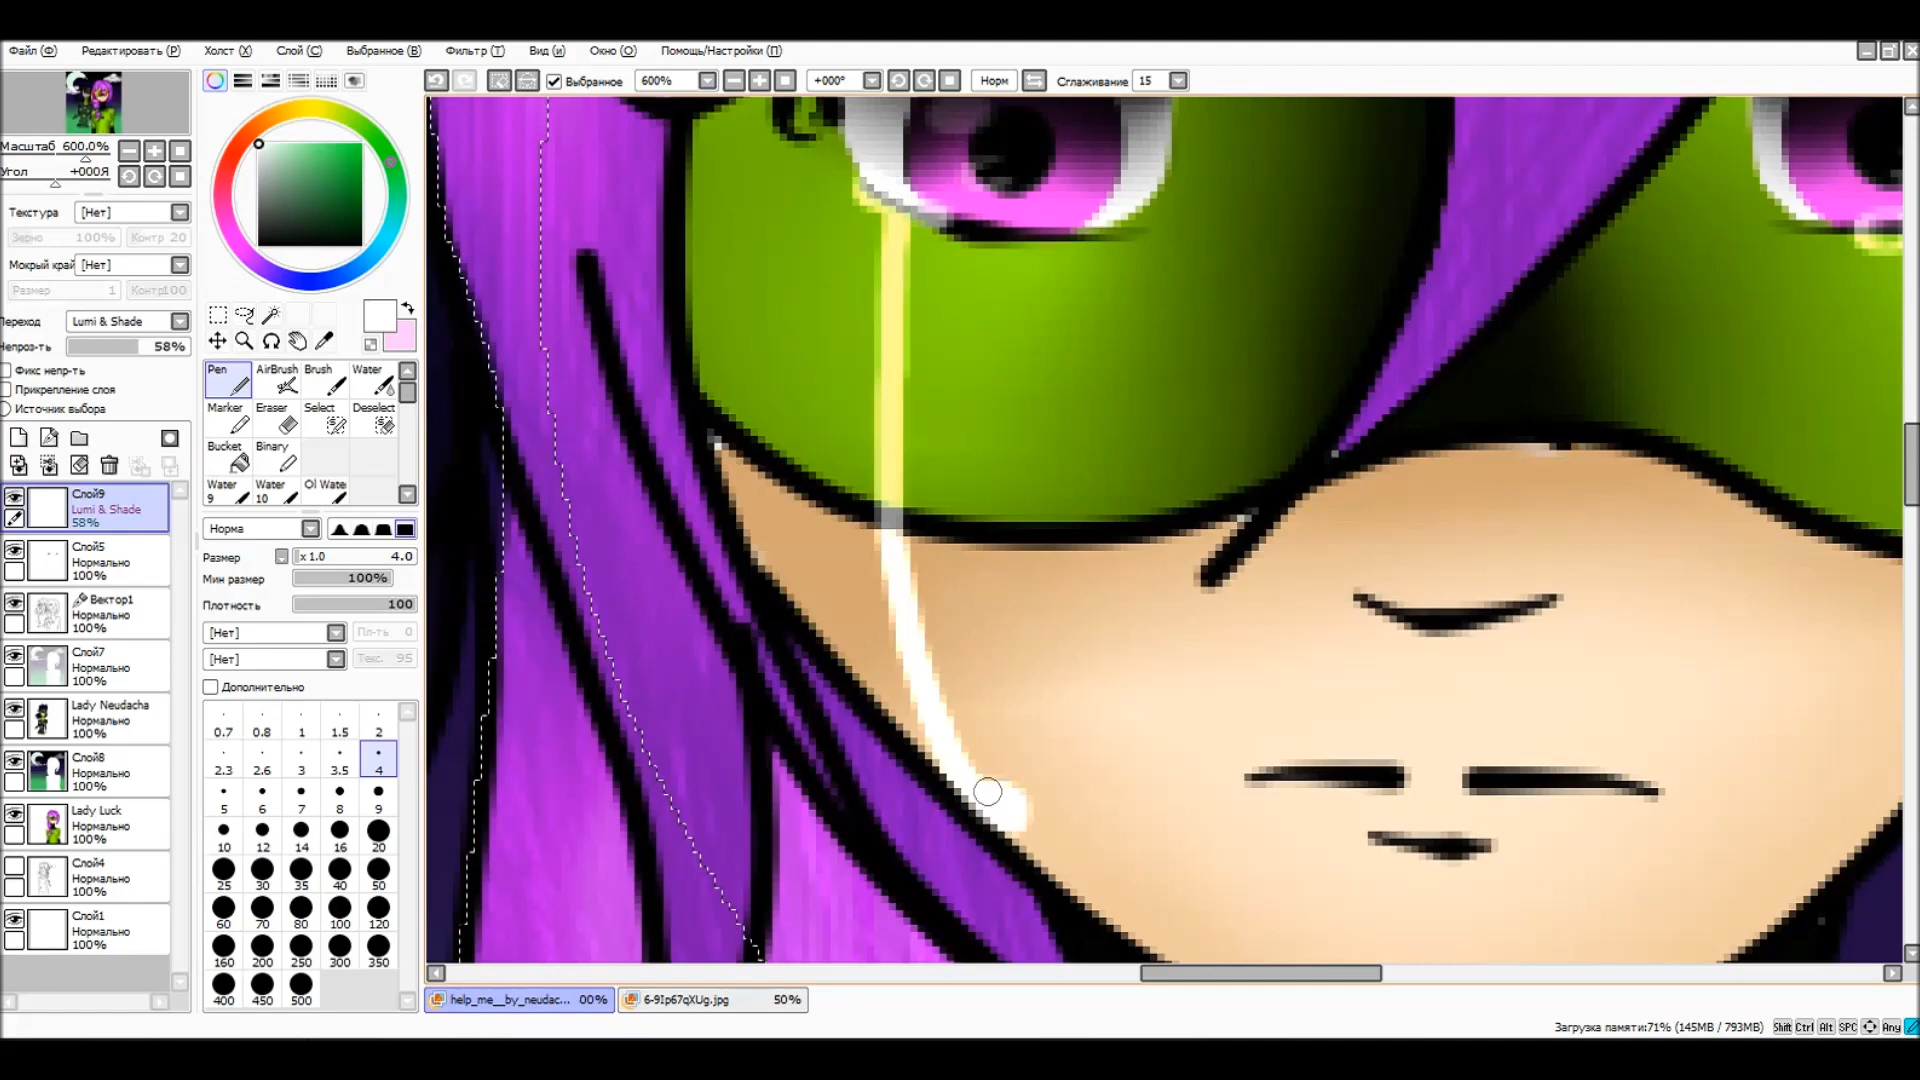 Файл (Ф) Редактировать (Р) Холст (Х) Слой (С) Выбранное (В) Фильтр (Т) Вид (и) Окно (О) Помощь/Настройки (П)
Выбранное 600% +000° Норм Сглаживание 15
Масштаб 600.0%
Угол +000Я
Текстура [Нет]
Зерно 100% Контр 20
Мокрый край [Нет]
Размер 1 Контр100
Переход Lumi & Shade
Непроз-ть 58%
Фикс непр-ть
Прикрепление слоя
Источник выбора
Слой9
Lumi & Shade
58%
Слой5
Нормально
100%
Вектор1
Нормально
100%
Слой7
Нормально
100%
Lady Neudacha
Нормально
100%
Слой8
Нормально
100%
Lady Luck
Нормально
100%
Слой4
Нормально
100%
Слой1
Нормально
100%
Pen AirBrush Brush Water
Marker Eraser Select Deselect
Bucket Binary
Water 9 Water 10 Ol Wate
Норма
Размер x 1.0 4.0
Мин размер 100%
Плотность 100
[Нет] Пл-ть 0
[Нет] Текс. 95
Дополнительно
0.7 0.8 1 1.5 2
2.3 2.6 3 3.5 4
5 6 7 8 9
10 12 14 16 20
25 30 35 40 50
60 70 80 100 120
160 200 250 300 350
400 450 500
help_me__by_neudac... 00% 6-9Ip67qXUg.jpg 50%
Загрузка памяти:71% (145MB / 793MB) Shift Ctrl Alt SPC Any